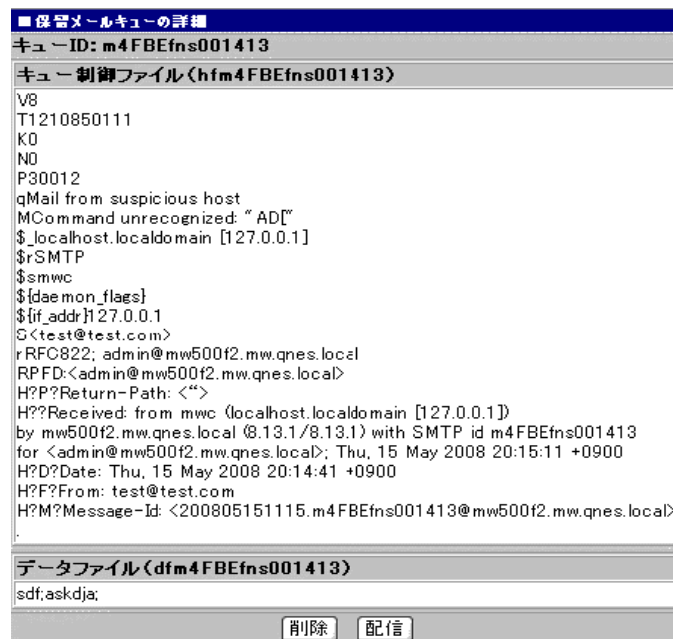 ■保留メールキューの詳細
キューID: m4FBEfns001413
キュー制御ファイル(hfm4FBEfns001413)
V8
T1210850111
K0
N0
P30012
qMail from suspicious host
MCommand unrecognized: "AD["
$_localhost.localdomain [127.0.0.1]
$rSMTP
$smwc
${daemon_flags}
${if_addr}127.0.0.1
S<test@test.com>
rRFC822; admin@mw500f2.mw.qnes.local
RPFD:<admin@mw500f2.mw.qnes.local>
H?P?Return-Path: <“>
H??Received: from mwc (localhost.localdomain [127.0.0.1])
by mw500f2.mw.qnes.local (8.13.1/8.13.1) with SMTP id m4FBEfns001413
for <admin@mw500f2.mw.qnes.local>; Thu, 15 May 2008 20:15:11 +0900
H?D?Date: Thu, 15 May 2008 20:14:41 +0900
H?F?From: test@test.com
H?M?Message-Id: <200805151115.m4FBEfns001413@mw500f2.mw.qnes.local>
.
データファイル(dfm4FBEfns001413)
sdf;askdja;
削除 配信